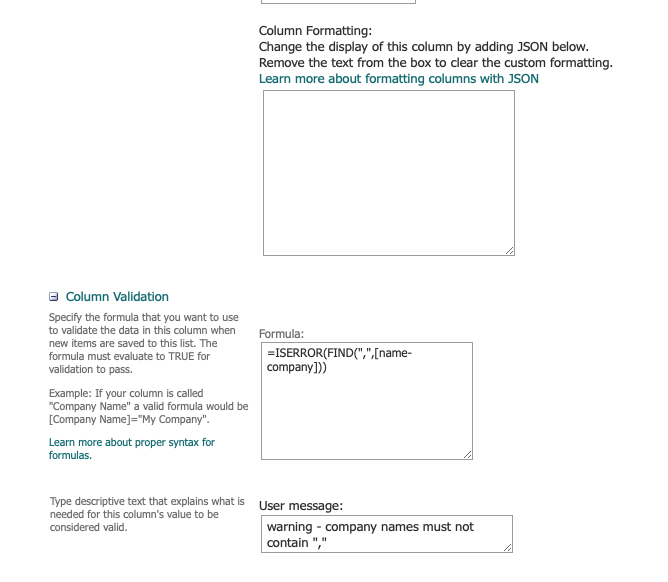 Column Formatting:
Change the display of this column by adding JSON below.
Remove the text from the box to clear the custom formatting.
Learn more about formatting columns with JSON
Column Validation
Specify the formula that you want to use
to validate the data in this column when
new items are saved to this list. The
formula must evaluate to TRUE for
validation to pass.
Example: If your column is called
"Company Name" a valid formula would be
[Company Name]="My Company".
Learn more about proper syntax for
formulas.
Formula:
=ISERROR(FIND(",",[name-
company]))
Type descriptive text that explains what is
needed for this column's value to be
considered valid.
User message:
warning - company names must not
contain ","